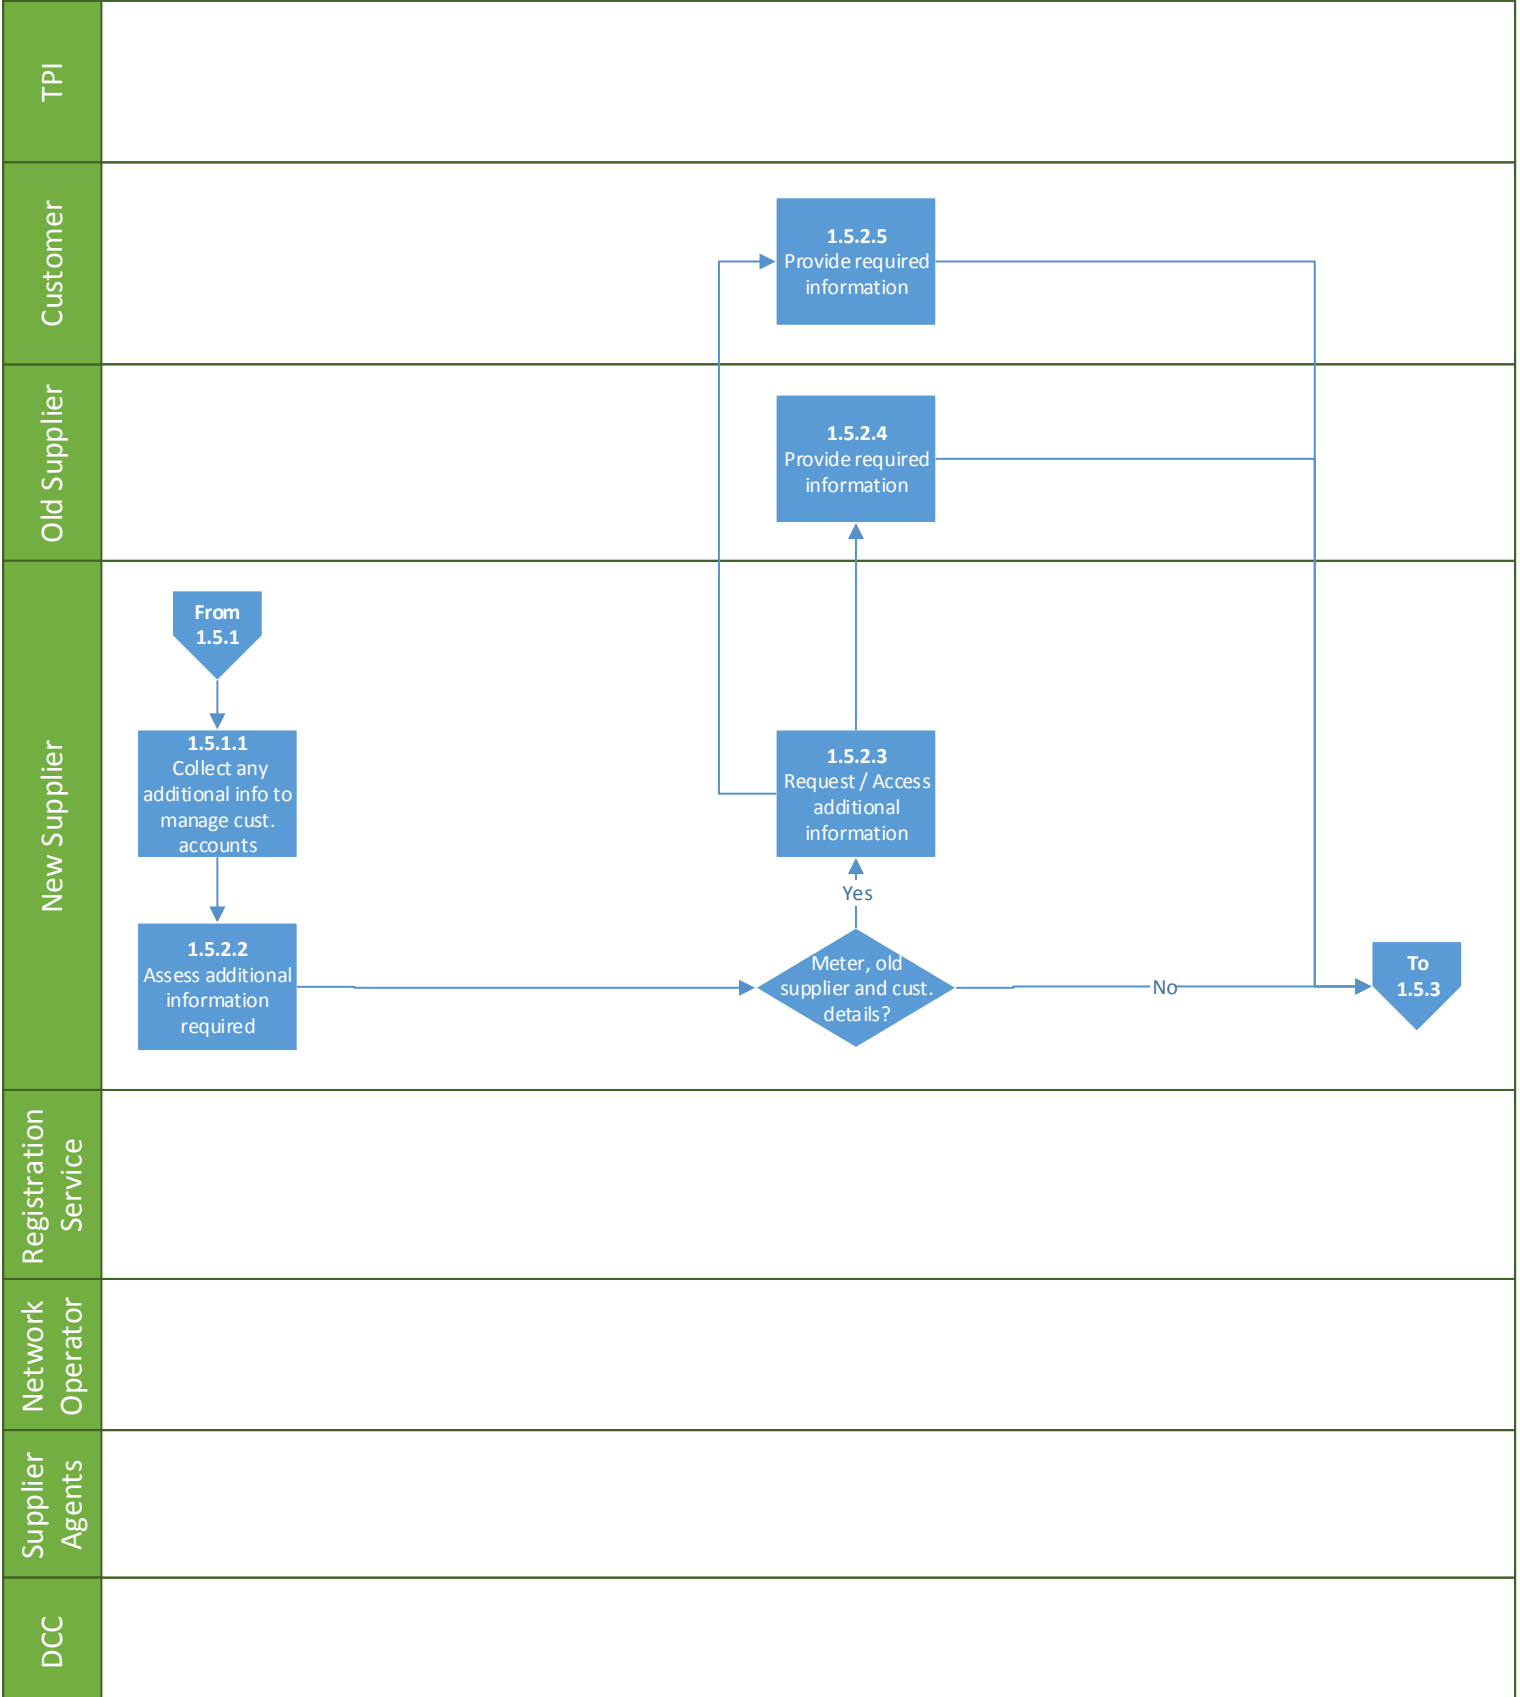 TPI
Customer
1.5.2.5
Provide required
information
Old Supplier
1.5.2.4
Provide required
information
New Supplier
From
1.5.1
1.5.1.1
Collect any
additional info to
manage cust.
accounts
1.5.2.3
Request / Access
additional
information
Yes
1.5.2.2
Assess additional
information
required
Meter, old
supplier and cust.
details?
No
To
1.5.3
Registration
Service
Network
Operator
Supplier
Agents
DCC